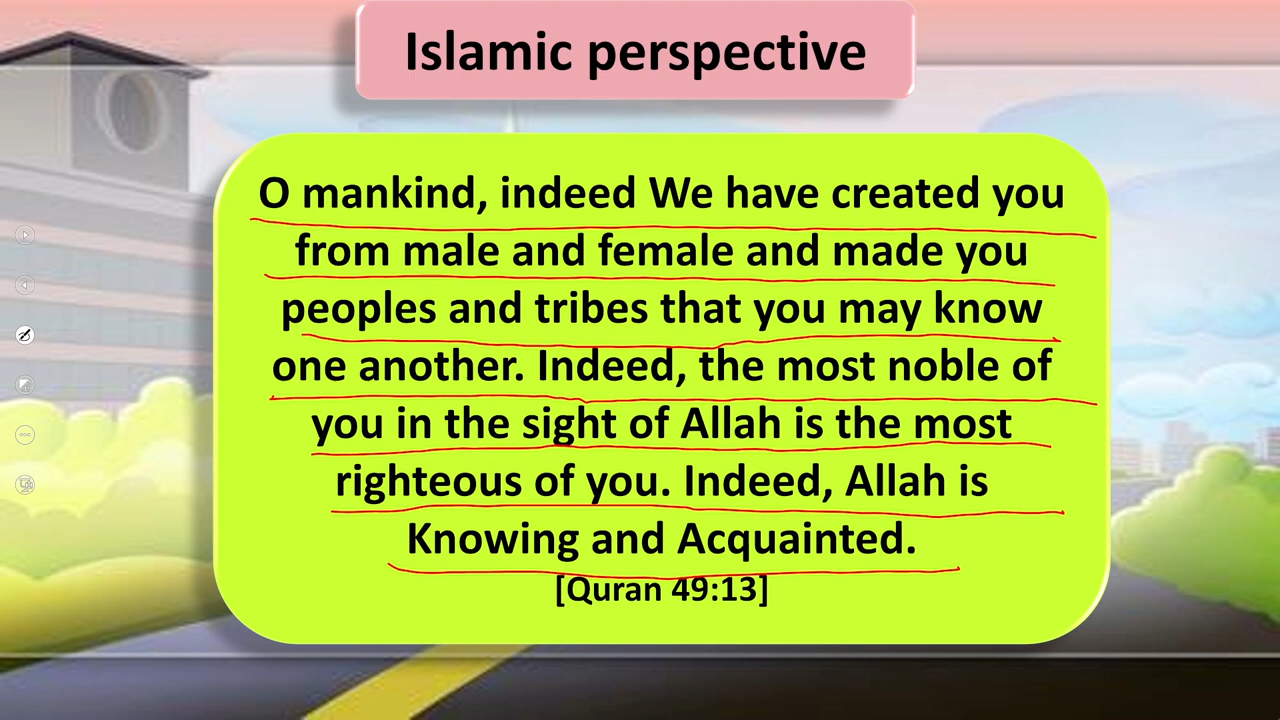 Islamic perspective
O mankind, indeed We have created you
from male and female and made you
peoples and tribes that you may know
one another. Indeed, the most noble of
you in the sight of Allah is the most
righteous of you. Indeed, Allah is
Knowing and Acquainted.
[Quran 49:13]